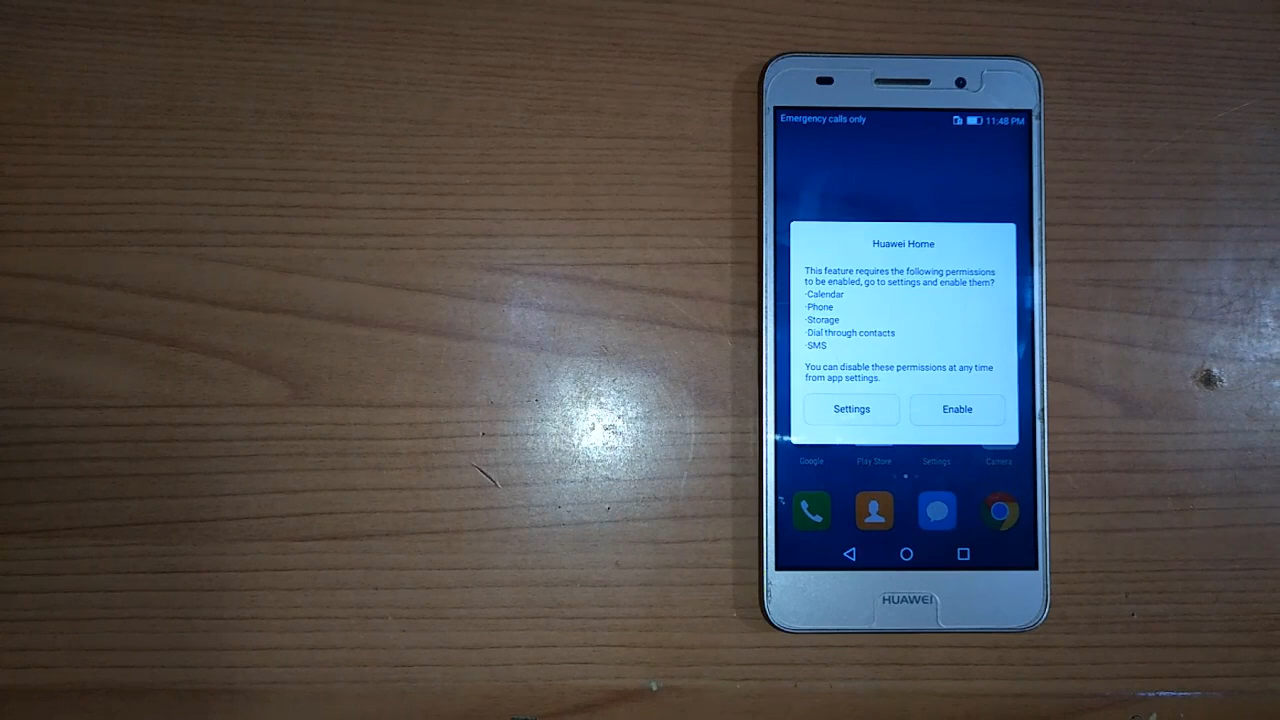 Emergency calls only
11:48 PM
Huawei Home
This feature requires the following permissions
to be enabled, go to settings and enable them?
·Calendar
·Phone
·Storage
·Dial through contacts
·SMS
You can disable these permissions at any time
from app settings.
Settings
Enable
Google
Play Store
Settings
Camera
HUAWEI